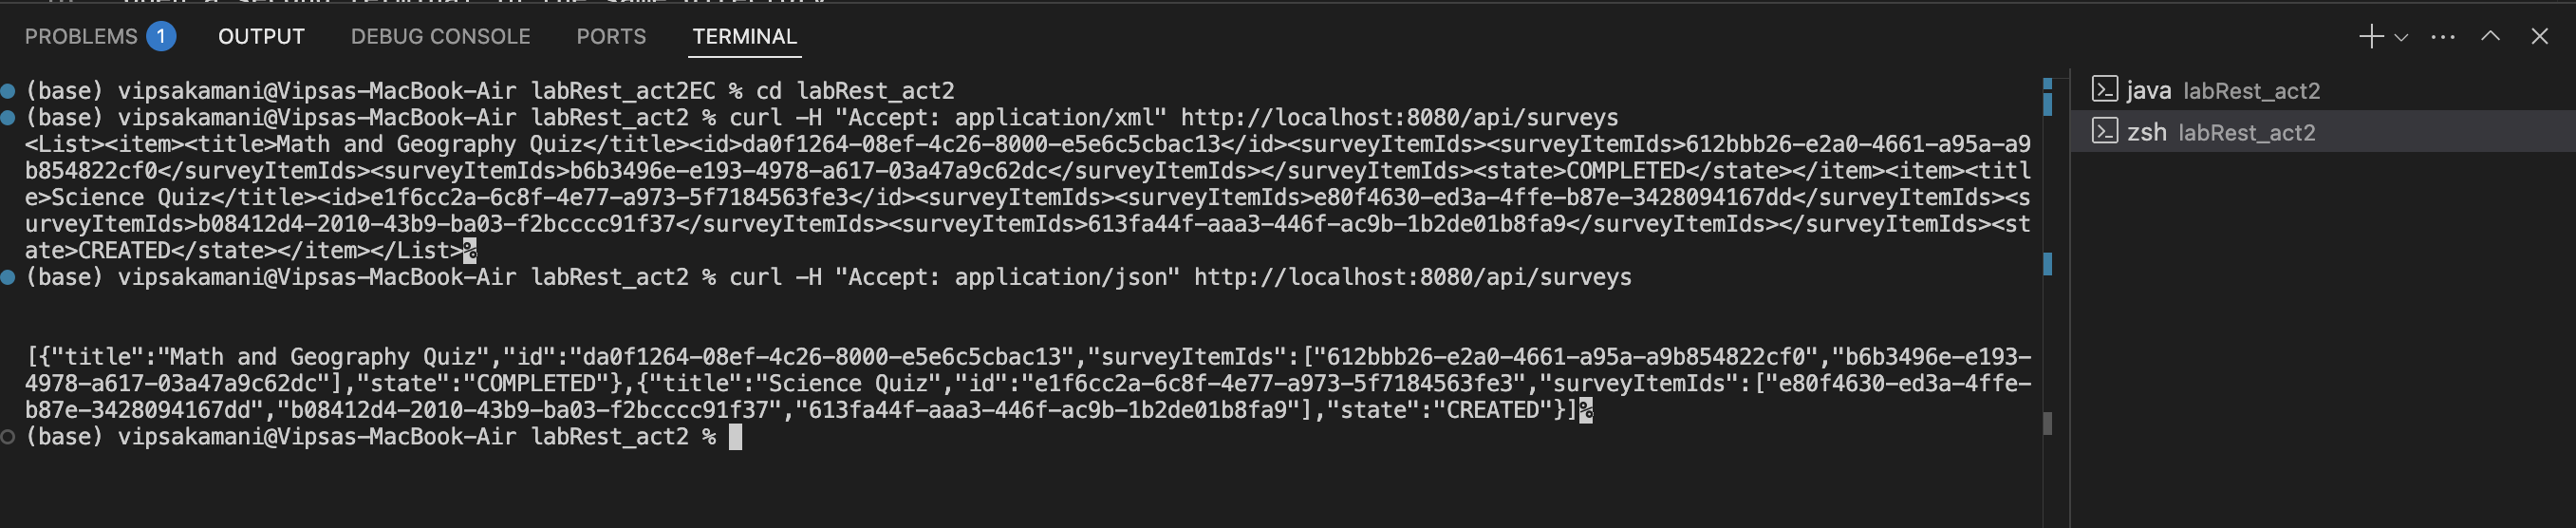 PROBLEMS 1 OUTPUT DEBUG CONSOLE PORTS TERMINAL
(base) vipsakamani@Vipsas-MacBook-Air labRest_act2EC % cd labRest_act2
(base) vipsakamani@Vipsas-MacBook-Air labRest_act2 % curl -H "Accept: application/xml" http://localhost:8080/api/surveys
<List><item><title>Math and Geography Quiz</title><id>da0f1264-08ef-4c26-8000-e5e6c5cbac13</id><surveyItemIds><surveyItemIds>612bbb26-e2a0-4661-a95a-a9
b854822cf0</surveyItemIds><surveyItemIds>b6b3496e-e193-4978-a617-03a47a9c62dc</surveyItemIds></surveyItemIds><state>COMPLETED</state></item><item><titl
e>Science Quiz</title><id>e1f6cc2a-6c8f-4e77-a973-5f7184563fe3</id><surveyItemIds><surveyItemIds>e80f4630-ed3a-4ffe-b87e-3428094167dd</surveyItemIds><s
urveyItemIds>b08412d4-2010-43b9-ba03-f2bcccc91f37</surveyItemIds><surveyItemIds>613fa44f-aaa3-446f-ac9b-1b2de01b8fa9</surveyItemIds></surveyItemIds><st
ate>CREATED</state></item></List>%
(base) vipsakamani@Vipsas-MacBook-Air labRest_act2 % curl -H "Accept: application/json" http://localhost:8080/api/surveys
[{"title":"Math and Geography Quiz","id":"da0f1264-08ef-4c26-8000-e5e6c5cbac13","surveyItemIds":["612bbb26-e2a0-4661-a95a-a9b854822cf0","b6b3496e-e193-
4978-a617-03a47a9c62dc"],"state":"COMPLETED"},{"title":"Science Quiz","id":"e1f6cc2a-6c8f-4e77-a973-5f7184563fe3","surveyItemIds":["e80f4630-ed3a-4ffe-
b87e-3428094167dd","b08412d4-2010-43b9-ba03-f2bcccc91f37","613fa44f-aaa3-446f-ac9b-1b2de01b8fa9"],"state":"CREATED"}]%
(base) vipsakamani@Vipsas-MacBook-Air labRest_act2 %
java labRest_act2
zsh labRest_act2